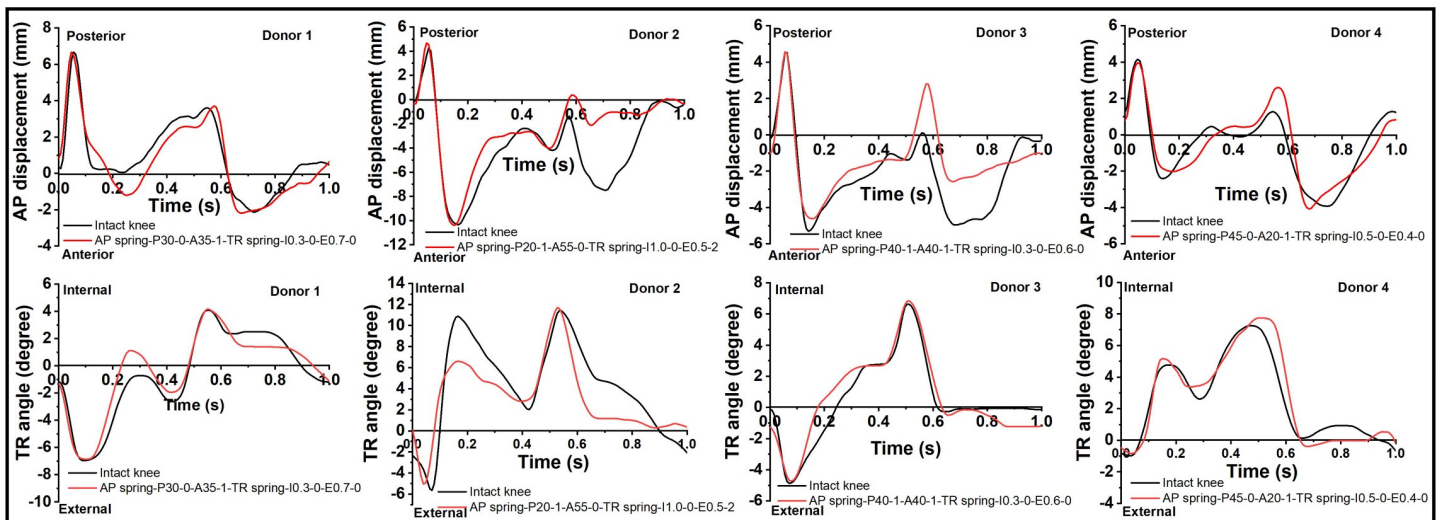 AP displacement (mm)
8
6
4
2
0
-2
-4
Posterior
Donor 1
0.0
0.2
0.4
0.6
0.8
1.0
Time (s)
Intact knee
AP spring-P30-0-A35-1-TR spring-I0.3-0-E0.7-0
Anterior
AP displacement (mm)
8
6
4
2
0
-2
-4
-6
-8
-10
-12
Posterior
Donor 2
0.0
0.2
0.4
0.6
0.8
1.0
Time (s)
Intact knee
AP spring-P20-1-A55-0-TR spring-I1.0-0-E0.5-2
Anterior
AP displacement (mm)
6
4
2
0
-2
-4
-6
Posterior
Donor 3
0.0
0.2
0.4
0.6
0.8
1.0
Time (s)
Intact knee
AP spring-P40-1-A40-1-TR spring-I0.3-0-E0.6-0
Anterior
AP displacement (mm)
6
4
2
0
-2
-4
-6
Posterior
Donor 4
0.0
0.2
0.4
0.6
0.8
1.0
Time (s)
Intact knee
AP spring-P45-0-A20-1-TR spring-I0.5-0-E0.4-0
Anterior
TR angle (degree)
6
4
2
0
-2
-4
-6
-8
-10
Internal
Donor 1
0.0
0.2
0.4
0.6
0.8
1.0
Time (s)
Intact knee
AP spring-P30-0-A35-1-TR spring-I0.3-0-E0.7-0
External
TR angle (degree)
14
12
10
8
6
4
2
0
-2
-4
-6
Internal
Donor 2
0.0
0.2
0.4
0.6
0.8
1.0
Time (s)
Intact knee
AP spring-P20-1-A55-0-TR spring-I1.0-0-E0.5-2
External
TR angle (degree)
8
6
4
2
0
-2
-4
-6
Internal
Donor 3
0.0
0.2
0.4
0.6
0.8
1.0
Time (s)
Intact knee
AP spring-P40-1-A40-1-TR spring-I0.3-0-E0.6-0
External
TR angle (degree)
10
8
6
4
2
0
-2
-4
Internal
Donor 4
0.0
0.2
0.4
0.6
0.8
1.0
Time (s)
Intact knee
AP spring-P45-0-A20-1-TR spring-I0.5-0-E0.4-0
External